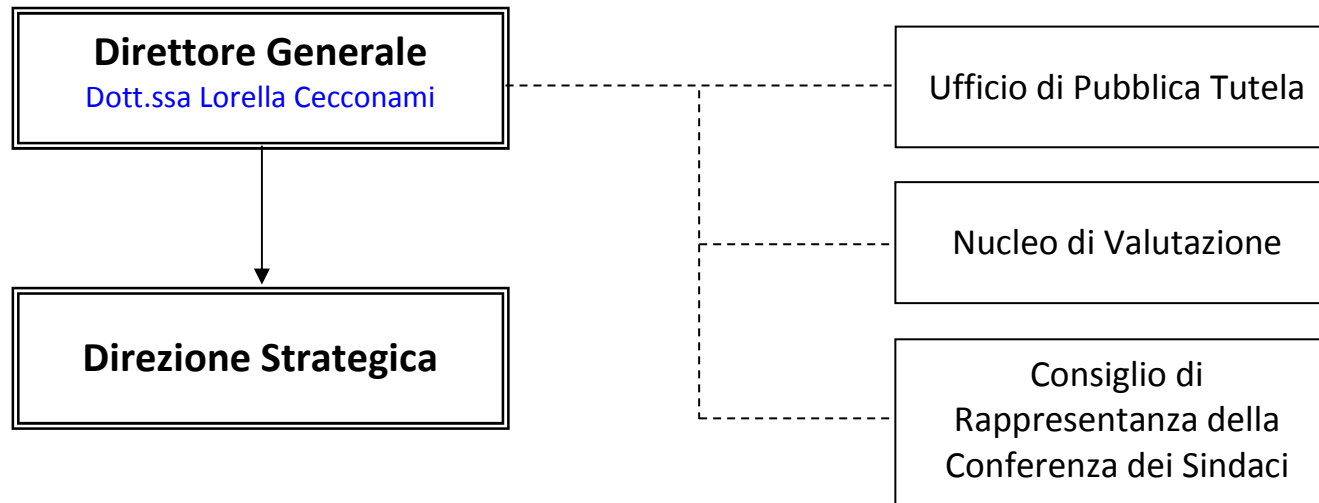 Direttore Generale
Dott.ssa Lorella Cecconami
Ufficio di Pubblica Tutela
Nucleo di Valutazione
Direzione Strategica
Consiglio di
Rappresentanza della
Conferenza dei Sindaci